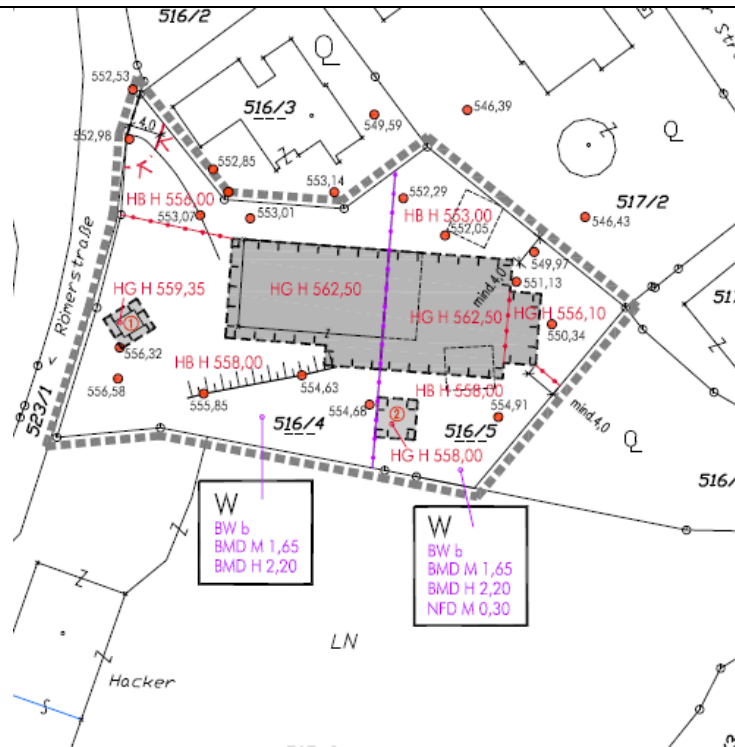 516/2
552,53
Q
516/3
Z
549,59
546,39
Z
Q
4,0
552,98
K
K
552,85
553,14
552,29
517/2
HB H 556,00
553,07
553,01
HB H 553,00
552,05
546,43
549,97
551,13
mind.4,0
Römerstraße
HG H 559,35
HG H 562,50
HG H 562,50
HG H 556,10
550,34
517
Z
1
556,32
556,58
HB H 558,00
555,85
554,63
HB H 558,00
554,68
2
554,91
mind.4,0
523/1 <
516/4
516/5
HG H 558,00
Q
516/
W
BW b
BMD M 1,65
BMD H 2,20
W
BW b
BMD M 1,65
BMD H 2,20
NFD M 0,30
Z
Z
LN
Z
Hacker
S